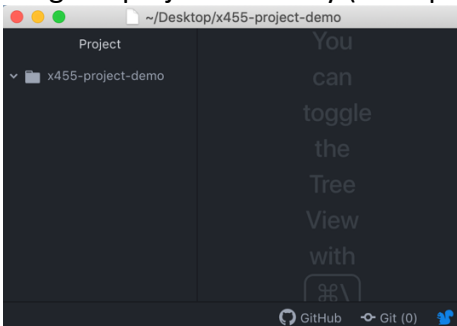 ~/Desktop/x455-project-demo
Project
x455-project-demo
You
can
toggle
the
Tree
View
with
⌘\
GitHub
Git (0)